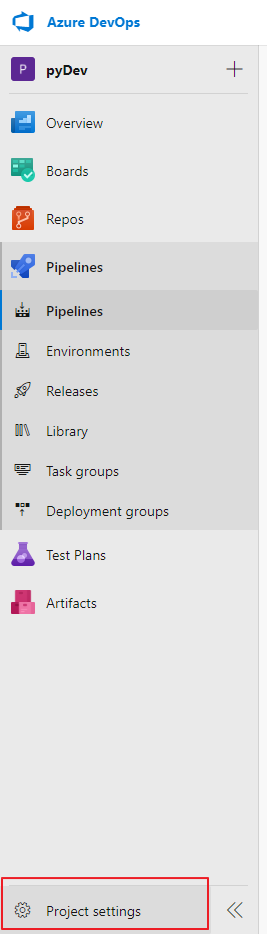 Azure DevOps
P pyDev
Overview
Boards
Repos
Pipelines
Pipelines
Environments
Releases
Library
Task groups
Deployment groups
Test Plans
Artifacts
Project settings